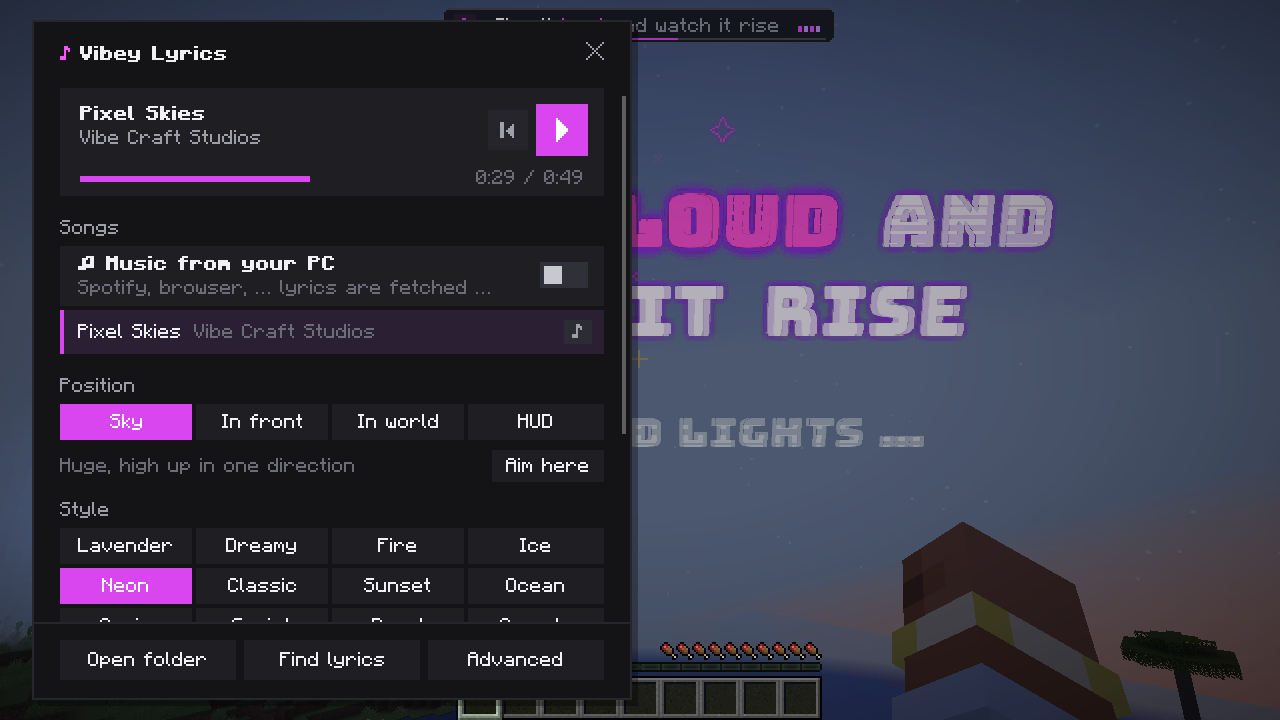 Vibey Lyrics
nd watch it rise
Pixel Skies
Vibe Craft Studios
0:29 / 0:49
LOUD AND
IT RISE
LIGHTS ...
Songs
Music from your PC
Spotify, browser, ... lyrics are fetched ...
Pixel Skies Vibe Craft Studios
Position
Sky In front In world HUD
Huge, high up in one direction Aim here
Style
Lavender Dreamy Fire Ice
Neon Classic Sunset Ocean
Open folder Find lyrics Advanced